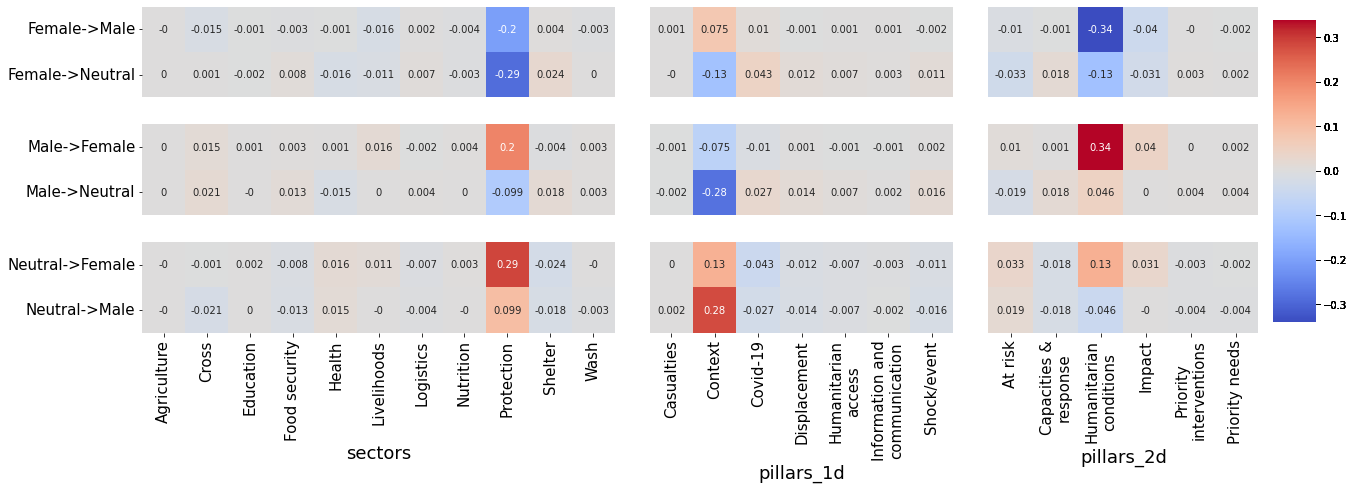 Female->Male -0 -0.015 -0.001 -0.003 -0.001 -0.016 0.002 -0.004 -0.2 0.004 -0.003 0.001 0.075 0.01 -0.001 0.001 0.001 -0.002 -0.01 -0.001 -0.34 -0.04 -0 -0.002
Female->Neutral 0 0.001 -0.002 0.008 -0.016 -0.011 0.007 -0.003 -0.29 0.024 0 -0 -0.13 0.043 0.012 0.007 0.003 0.011 -0.033 0.018 -0.13 -0.031 0.003 0.002
Male->Female 0 0.015 0.001 0.003 0.001 0.016 -0.002 0.004 0.2 -0.004 0.003 -0.001 -0.075 -0.01 0.001 -0.001 -0.001 0.002 0.01 0.001 0.34 0.04 0 0.002
Male->Neutral 0 0.021 -0 0.013 -0.015 0 0.004 0 -0.099 0.018 0.003 -0.002 -0.28 0.027 0.014 0.007 0.002 0.016 -0.019 0.018 0.046 0 0.004 0.004
Neutral->Female -0 -0.001 0.002 -0.008 0.016 0.011 -0.007 0.003 0.29 -0.024 -0 0 0.13 -0.043 -0.012 -0.007 -0.003 -0.011 0.033 -0.018 0.13 0.031 -0.003 -0.002
Neutral->Male -0 -0.021 0 -0.013 0.015 -0 -0.004 -0 0.099 -0.018 -0.003 0.002 0.28 -0.027 -0.014 -0.007 -0.002 -0.016 0.019 -0.018 -0.046 -0 -0.004 -0.004
Agriculture
Cross
Education
Food security
Health
Livelihoods
Logistics
Nutrition
Protection
Shelter
Wash
sectors
Casualties
Context
Covid-19
Displacement
Humanitarian
access
Information and
communication
Shock/event
pillars_1d
At risk
Capacities &
response
Humanitarian
conditions
Impact
Priority
interventions
Priority needs
pillars_2d
0.3
0.2
0.1
0.0
−0.1
−0.2
−0.3